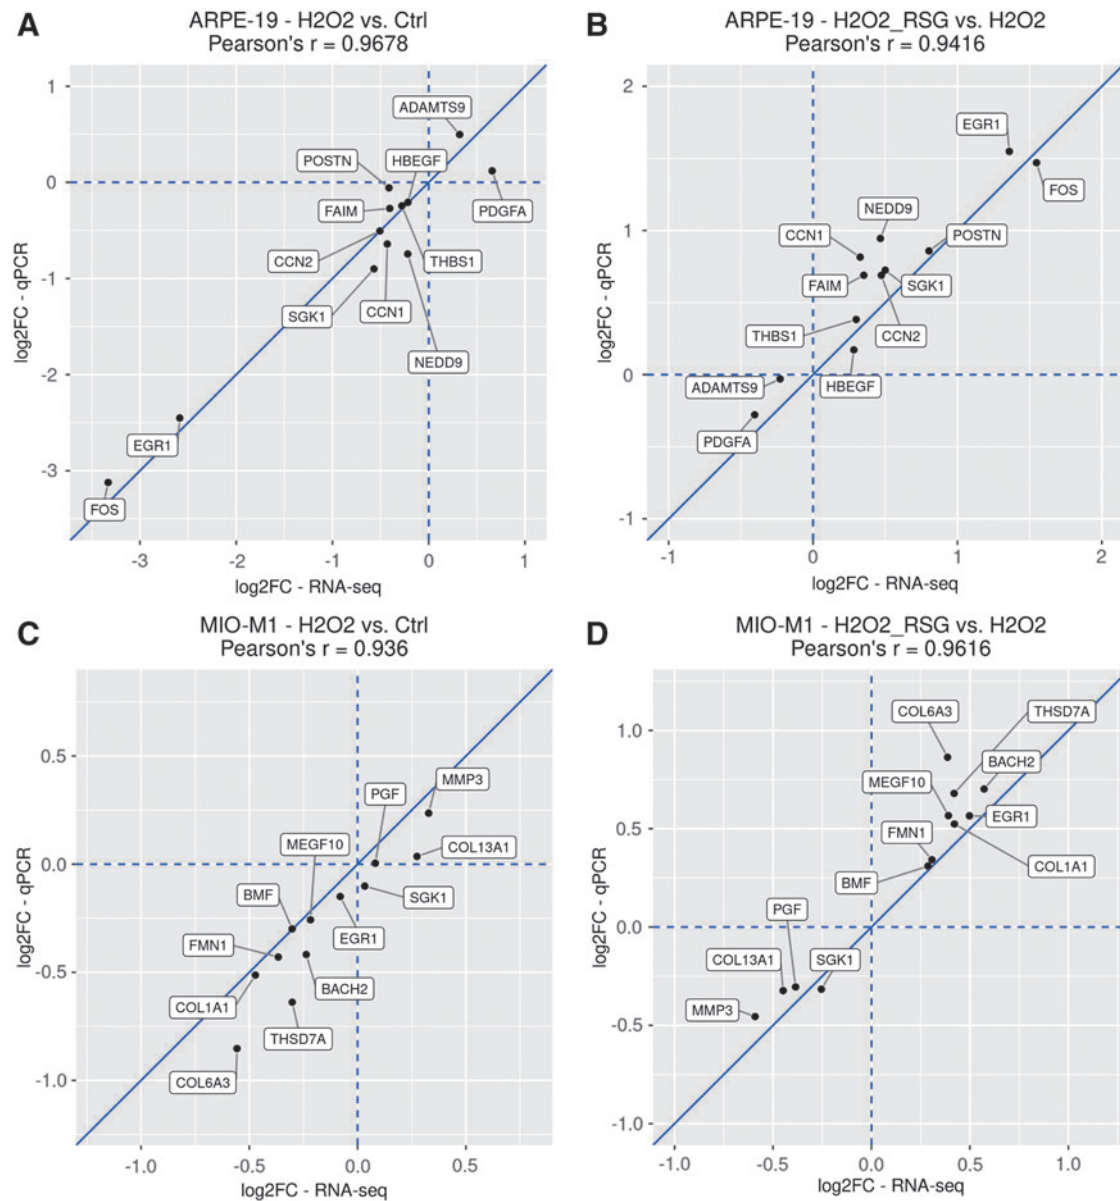 A
ARPE-19 - H2O2 vs. Ctrl
Pearson's r = 0.9678
log2FC - qPCR
1
0
-1
-2
-3
ADAMTS9
POSTN
HBEGF
FAIM
PDGFA
CCN2
THBS1
SGK1
CCN1
NEDD9
EGR1
FOS
-3
-2
-1
0
1
log2FC - RNA-seq
B
ARPE-19 - H2O2_RSG vs. H2O2
Pearson's r = 0.9416
log2FC - qPCR
2
1
0
-1
EGR1
FOS
NEDD9
CCN1
POSTN
FAIM
SGK1
THBS1
CCN2
ADAMTS9
HBEGF
PDGFA
-1
0
1
2
log2FC - RNA-seq
C
MIO-M1 - H2O2 vs. Ctrl
Pearson's r = 0.936
log2FC - qPCR
0.5
0.0
-0.5
-1.0
PGF
MMP3
MEGF10
COL13A1
BMF
SGK1
FMN1
EGR1
BACH2
COL1A1
THSD7A
COL6A3
-1.0
-0.5
0.0
0.5
log2FC - RNA-seq
D
MIO-M1 - H2O2_RSG vs. H2O2
Pearson's r = 0.9616
log2FC - qPCR
1.0
0.5
0.0
-0.5
-1.0
COL6A3
THSD7A
BACH2
MEGF10
EGR1
FMN1
COL1A1
BMF
PGF
COL13A1
SGK1
MMP3
-1.0
-0.5
0.0
0.5
1.0
log2FC - RNA-seq